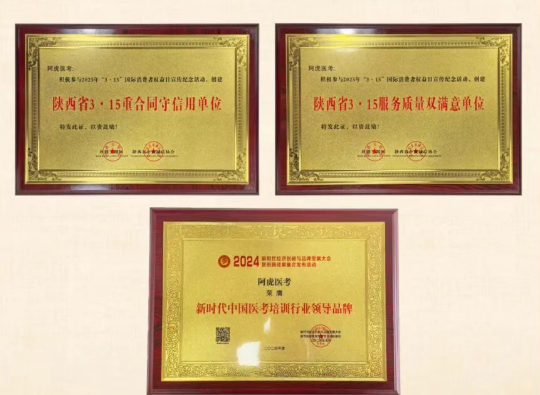 阿虎医考:
积极参与2025年“3·15”国际消费者权益日宣传纪念活动，创建
陕西省3·15重合同守信用单位
特发此证，以资鼓励!
阿虎医考:
积极参与2025年“3·15”国际消费者权益日宣传纪念活动，创建
陕西省3·15服务质量双满意单位
特发此证，以资鼓励!
2024
阿虎医考
荣膺
新时代中国医考培训行业领导品牌
二〇二四年度